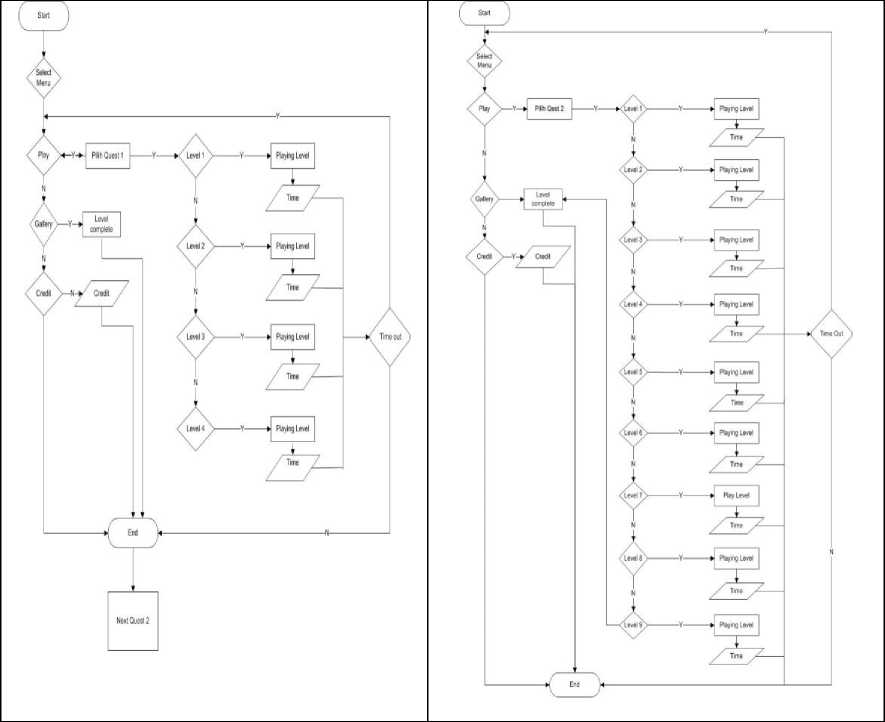 Start
Select
Menu
Y
Play
Y
Pilih Quest 1
Y
Level 1
Y
Playing Level
Time
N
N
Gallery
Y
Level
complete
Level 2
Y
Playing Level
Time
N
N
Credit
N
Credit
Level 3
Y
Playing Level
Time
Time out
N
Level 4
Y
Playing Level
Time
End
N
Next Quest 2
Start
Y
Select
Menu
Play
Y
Pilih Quest 2
Y
Level 1
Y
Playing Level
Time
N
N
Level 2
Y
Playing Level
Time
Gallery
Y
Level
complete
N
N
Level 3
Y
Playing Level
Time
Credit
Y
Credit
N
Level 4
Y
Playing Level
Time
Time Out
N
Level 5
Y
Playing Level
Time
N
Level 6
Y
Playing Level
Time
N
Level 7
Y
Play Level
Time
N
Level 8
Y
Playing Level
Time
N
N
Level 9
Y
Playing Level
Time
End